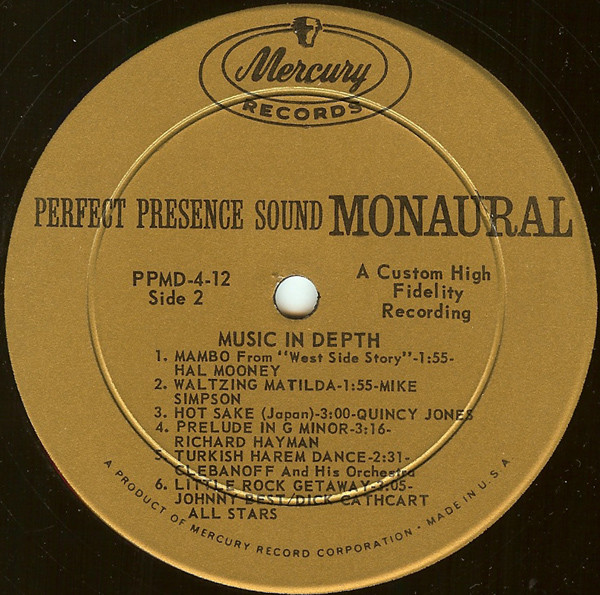 Mercury
RECORDS
PERFECT PRESENCE SOUND MONAURAL
PPMD-4-12
Side 2
A Custom High
Fidelity
Recording
MUSIC IN DEPTH
1. MAMBO From "West Side Story"-1:55-
HAL MOONEY
2. WALTZING MATILDA-1:55-MIKE
SIMPSON
3. HOT SAKE (Japan)-3:00-QUINCY JONES
4. PRELUDE IN G MINOR-3:16-
RICHARD HAYMAN
5. TURKISH HAREM DANCE-2:31-
CLEBANOFF And His Orchestra
6. LITTLE ROCK GETAWAY-3:05-
JOHNNY BEST/DICK CATHCART
ALL STARS
A PRODUCT OF MERCURY RECORD CORPORATION · MADE IN U.S.A